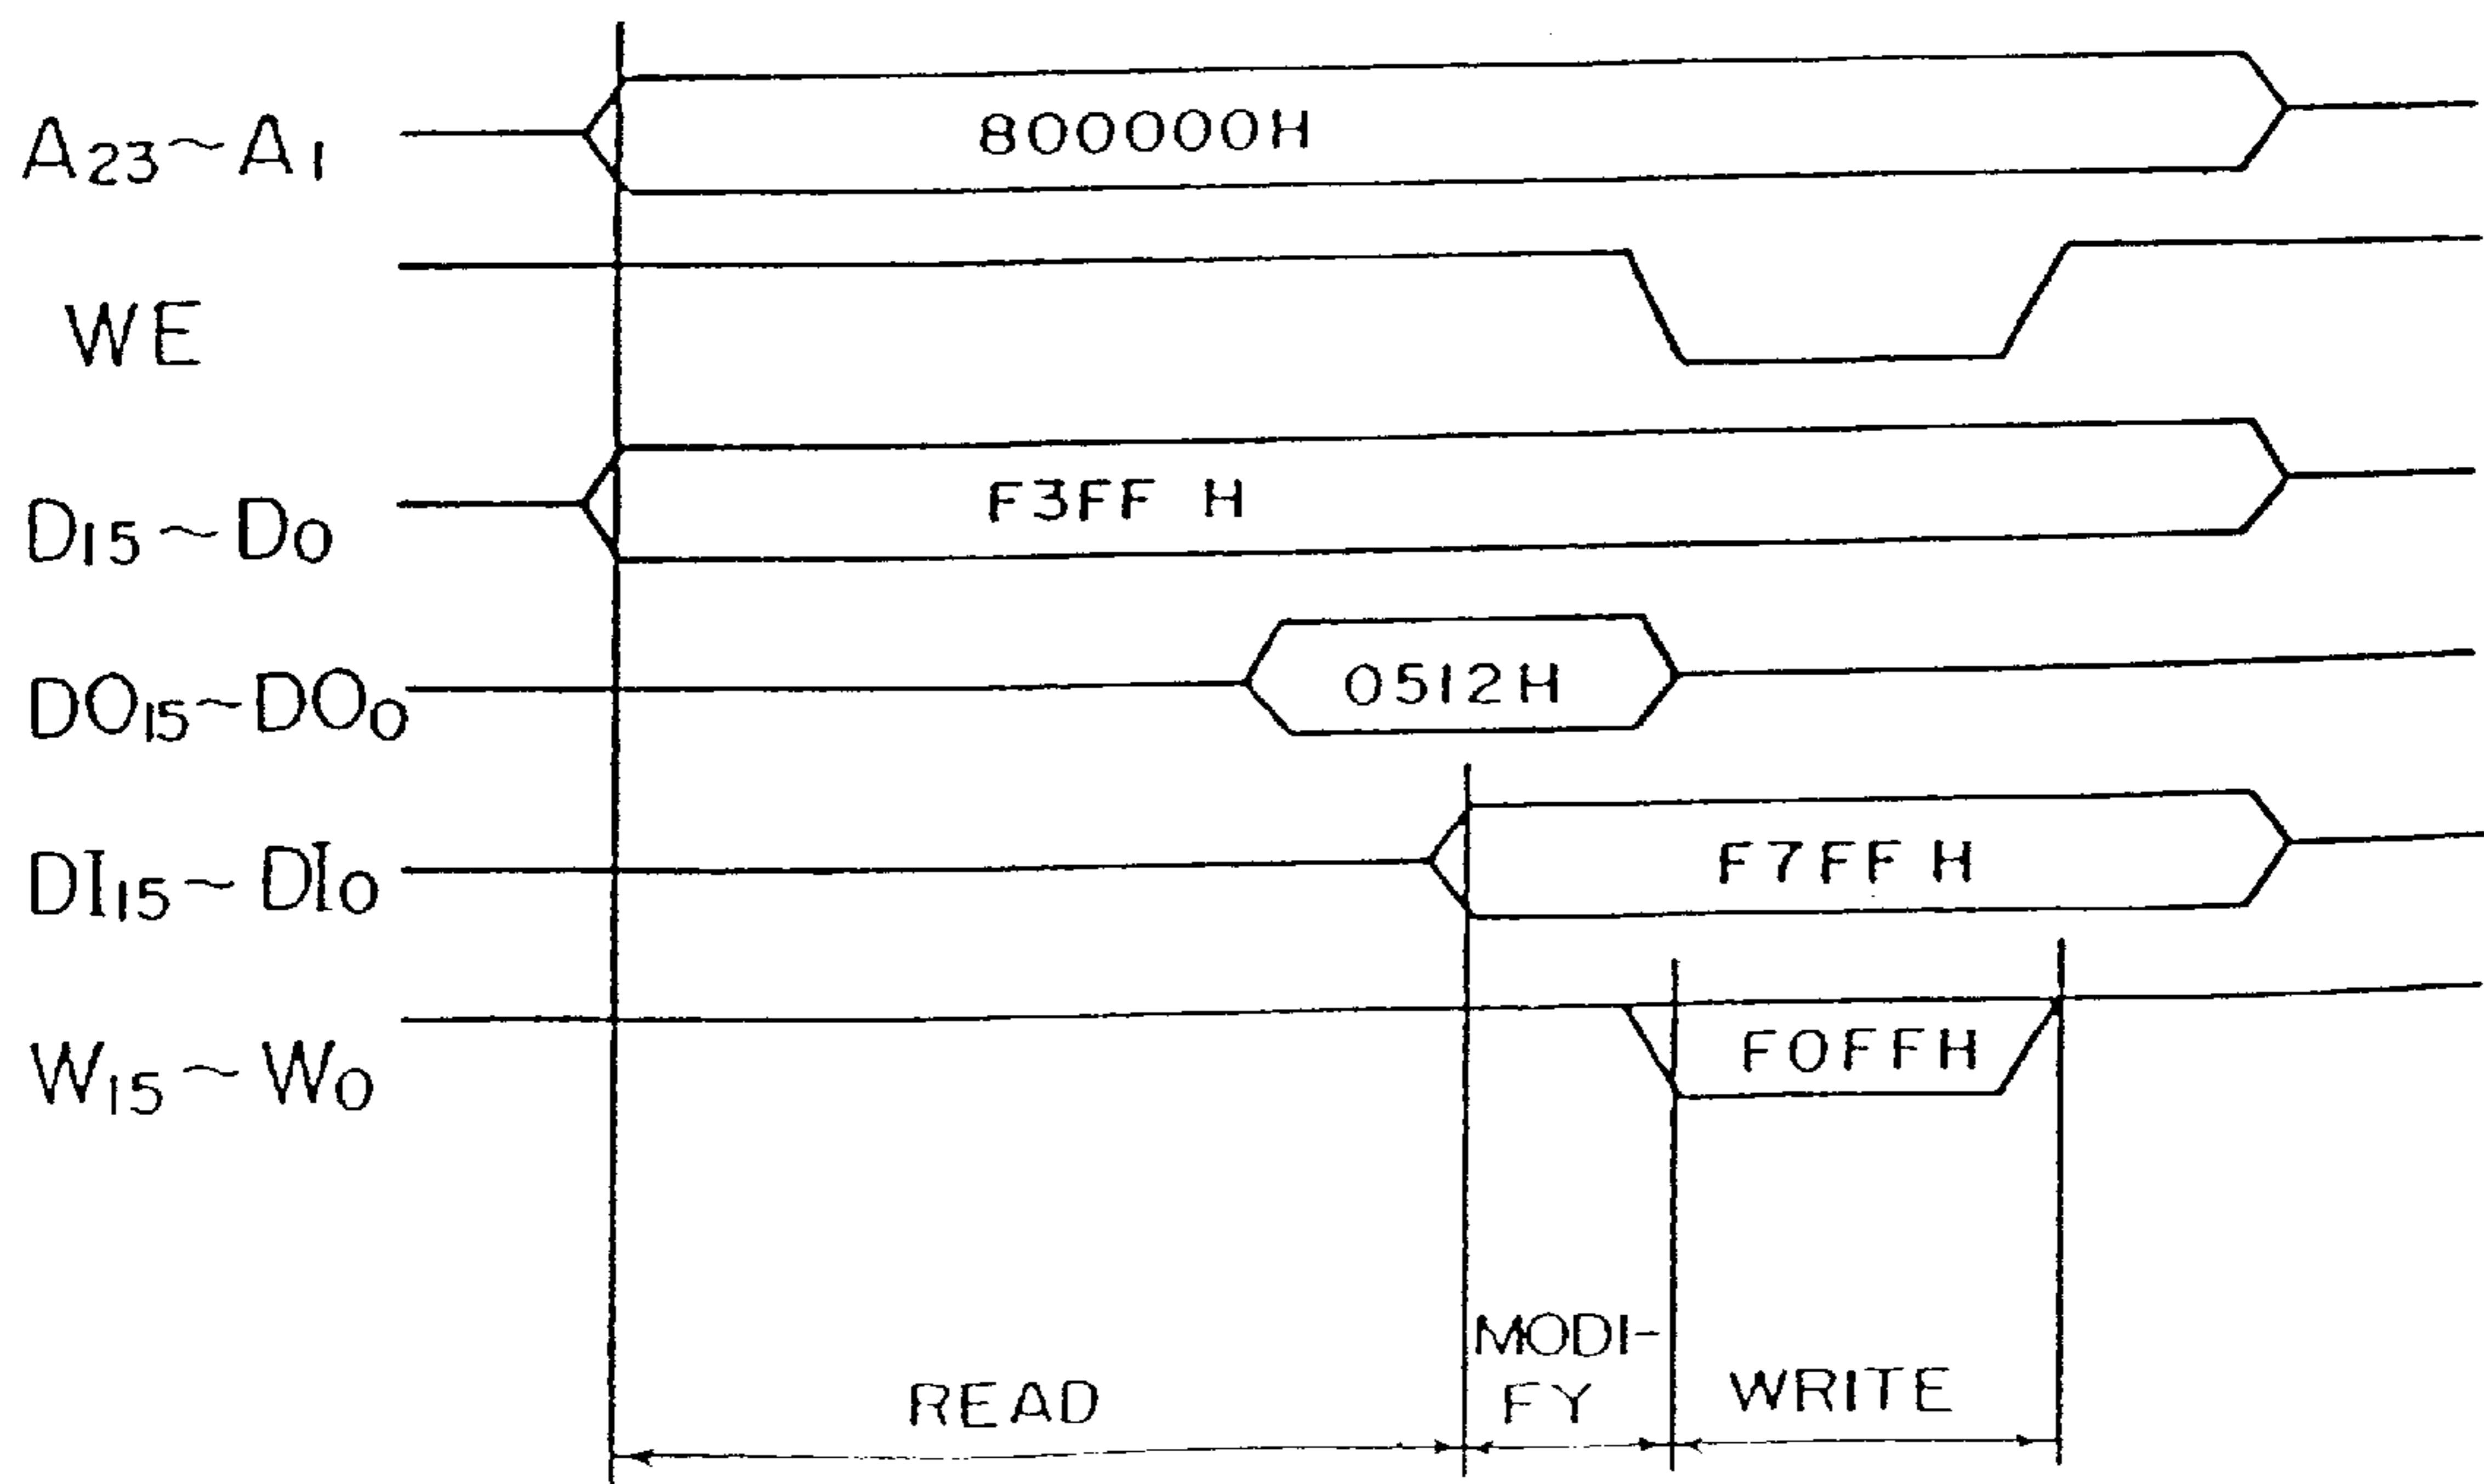 A23~A1 800000H
WE
D15~D0 F3FF H
DO15~DO0 0512H
DI15~DI0 F7FF H
W15~W0 F0FFH
READ
MODI-
FY
WRITE